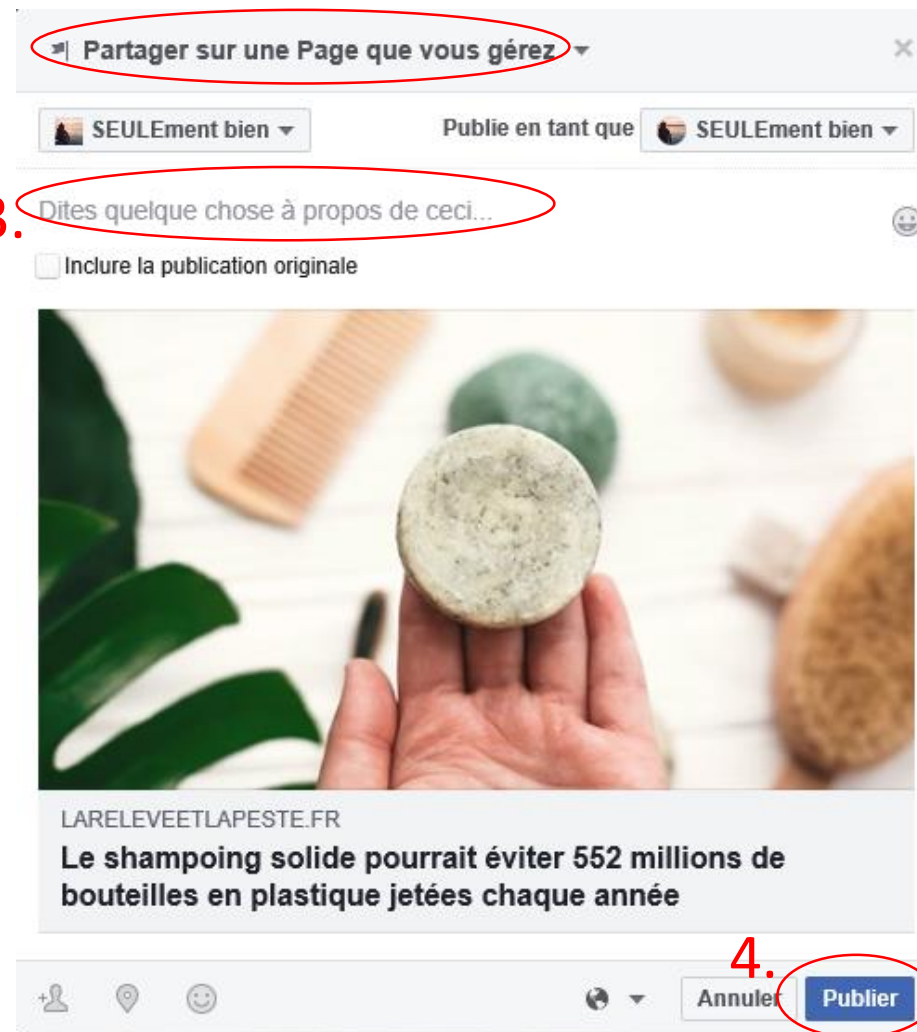 Partager sur une Page que vous gérez
SEULEment bien
Publie en tant que
SEULEment bien
3.
Dites quelque chose à propos de ceci...
Inclure la publication originale
LARELEVEETLAPESTE.FR
Le shampoing solide pourrait éviter 552 millions de
bouteilles en plastique jetées chaque année
4.
Annuler
Publier